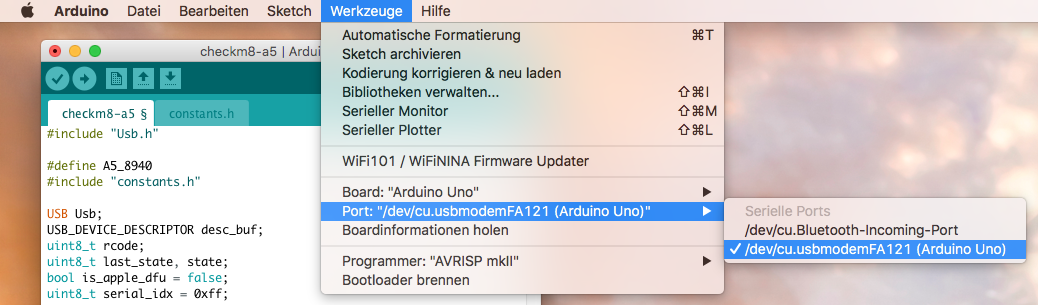 Arduino Datei Bearbeiten Sketch Werkzeuge Hilfe
checkm8-a5 | Ardui
Automatische Formatierung ⌘T
Sketch archivieren
Kodierung korrigieren & neu laden
Bibliotheken verwalten... ⇧⌘I
Serieller Monitor ⇧⌘M
Serieller Plotter ⇧⌘L
WiFi101 / WiFiNINA Firmware Updater
Board: "Arduino Uno"
Port: "/dev/cu.usbmodemFA121 (Arduino Uno)"
Boardinformationen holen
Programmer: "AVRISP mkII"
Bootloader brennen
Serielle Ports
/dev/cu.Bluetooth-Incoming-Port
✓ /dev/cu.usbmodemFA121 (Arduino Uno)
checkm8-a5 § constants.h
#include "Usb.h"
#define A5_8940
#include "constants.h"
USB Usb;
USB_DEVICE_DESCRIPTOR desc_buf;
uint8_t rcode;
uint8_t last_state, state;
bool is_apple_dfu = false;
uint8_t serial_idx = 0xff;